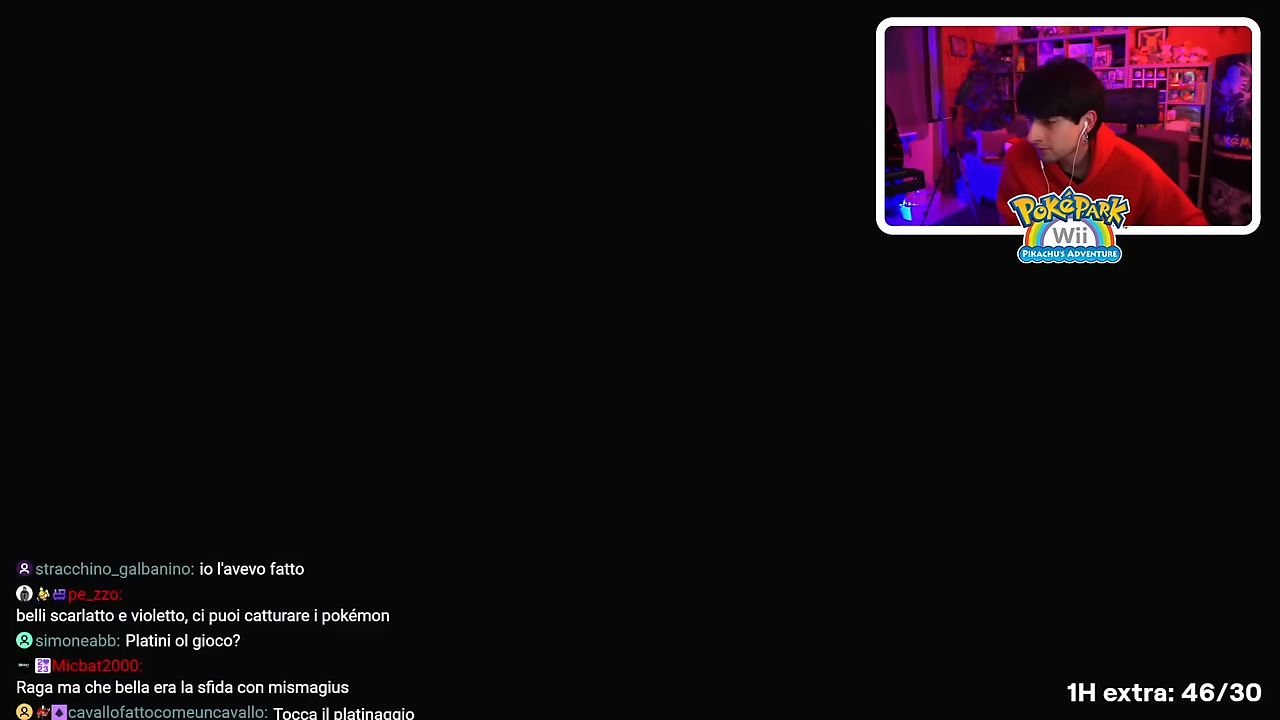 PokéPark
Wii
Pikachu's Adventure
stracchino_galbanino: io l'avevo fatto
pe_zzo:
belli scarlatto e violetto, ci puoi catturare i pokémon
simoneabb: Platini ol gioco?
Micbat2000:
Raga ma che bella era la sfida con mismagius
cavallofattocomeuncavallo: Tocca il platinaggio
1H extra: 46/30